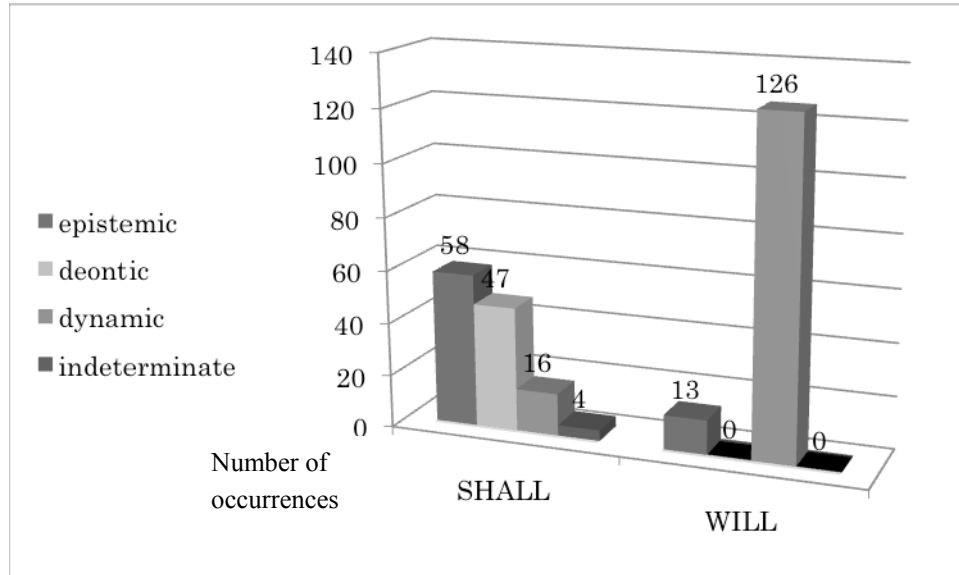 140
120
100
80
60
40
20
0
epistemic
deontic
dynamic
indeterminate
58
47
16
4
13
0
126
0
Number of
occurrences
SHALL
WILL